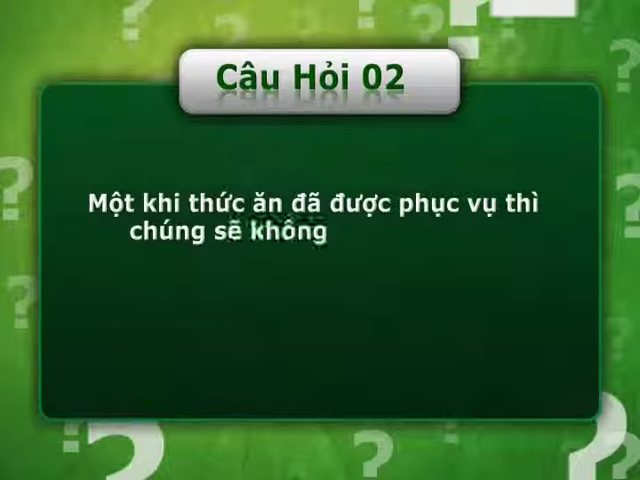 Câu Hỏi 02
Một khi thức ăn đã được phục vụ thì
chúng sẽ không